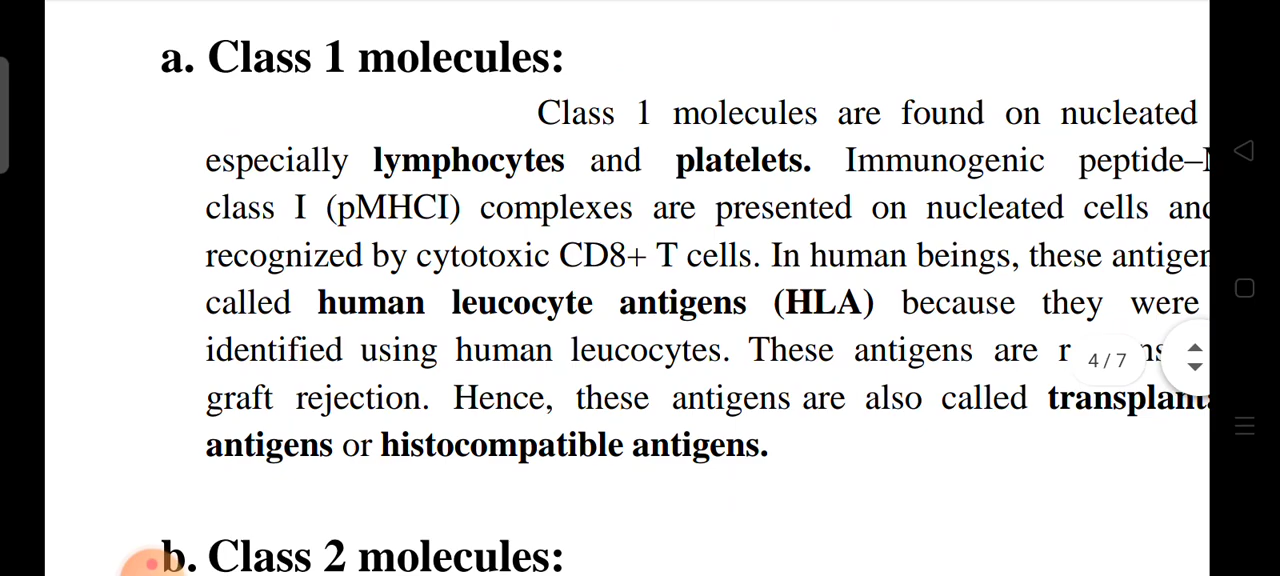 a. Class 1 molecules:
Class 1 molecules are found on nucleated
especially lymphocytes and platelets. Immunogenic peptide–
class I (pMHCI) complexes are presented on nucleated cells and
recognized by cytotoxic CD8+ T cells. In human beings, these
called human leucocyte antigens (HLA) because they were
identified using human leucocytes. These antigens are
4/7
graft rejection. Hence, these antigens are also called
antigens or histocompatible antigens.
b. Class 2 molecules: